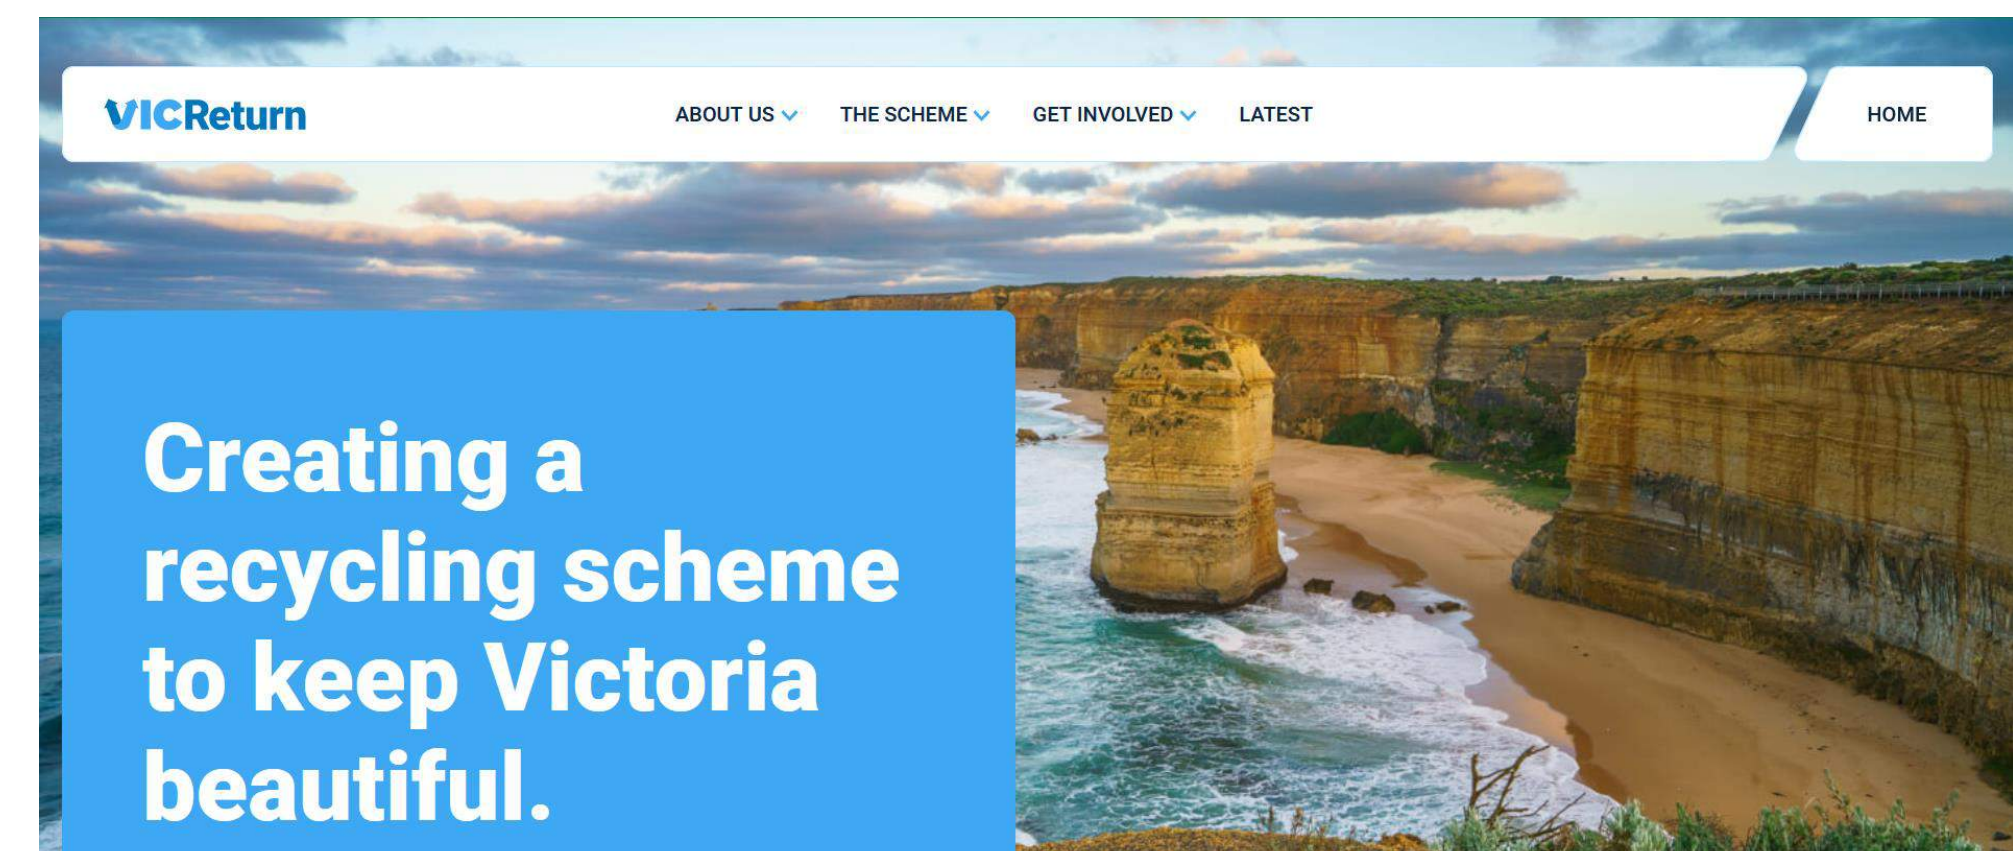 VICReturn
ABOUT US
THE SCHEME
GET INVOLVED
LATEST
HOME
Creating a
recycling scheme
to keep Victoria
beautiful.